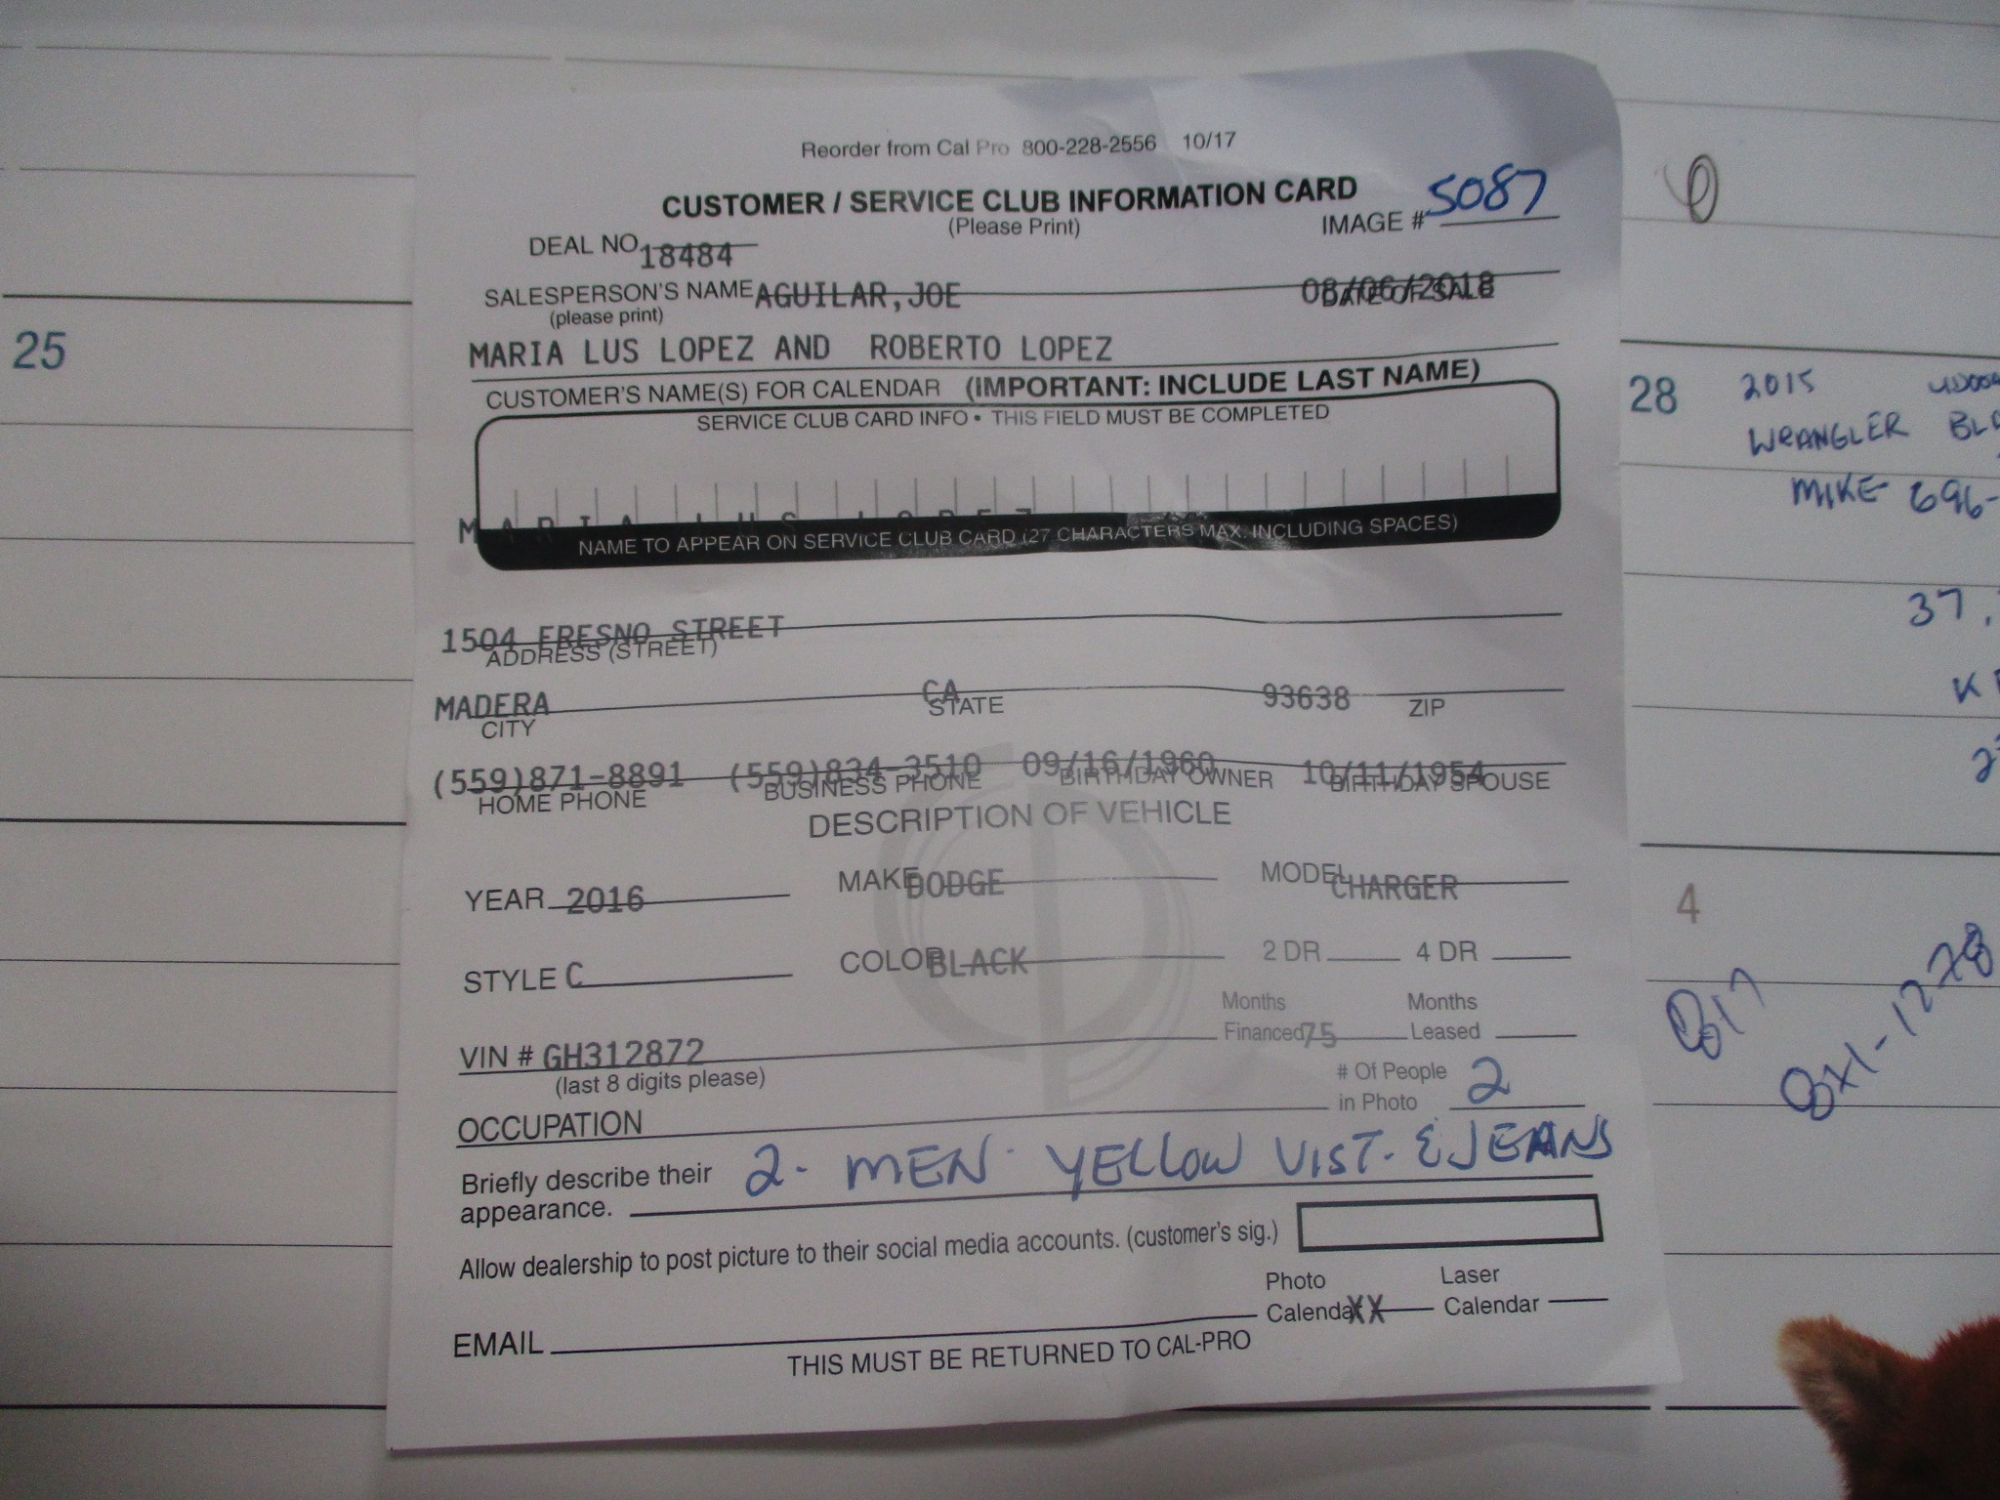 Reorder from Cal Pro 800-228-2556 10/17
CUSTOMER / SERVICE CLUB INFORMATION CARD
(Please Print)
IMAGE # 5087
DEAL NO. 18484
SALESPERSON'S NAME AGUILAR, JOE 08/06/2018 DATE OF SALE
(please print)
MARIA LUS LOPEZ AND ROBERTO LOPEZ
CUSTOMER'S NAME(S) FOR CALENDAR (IMPORTANT: INCLUDE LAST NAME)
SERVICE CLUB CARD INFO • THIS FIELD MUST BE COMPLETED
MARIA LUS LOPEZ
NAME TO APPEAR ON SERVICE CLUB CARD (27 CHARACTERS MAX. INCLUDING SPACES)
1504 FRESNO STREET
ADDRESS (STREET)
MADERA CA 93638 ZIP
CITY STATE
(559)871-8891 (559)834-3510 09/16/1960 10/11/1954
HOME PHONE BUSINESS PHONE BIRTHDAY OWNER BIRTHDAY SPOUSE
DESCRIPTION OF VEHICLE
YEAR 2016 MAKE DODGE MODEL CHARGER
STYLE C COLOR BLACK 2 DR 4 DR
Months Months
Financed 75 Leased
VIN # GH312872
(last 8 digits please)
# Of People
in Photo 2
OCCUPATION
Briefly describe their
appearance. 2- MEN- YELLOW VIST- & JEANS
Allow dealership to post picture to their social media accounts. (customer's sig.)
Photo Laser
Calendar XX Calendar
EMAIL
THIS MUST BE RETURNED TO CAL-PRO
25
28 2015
WRANGLER
MIKE 696-
37,
4